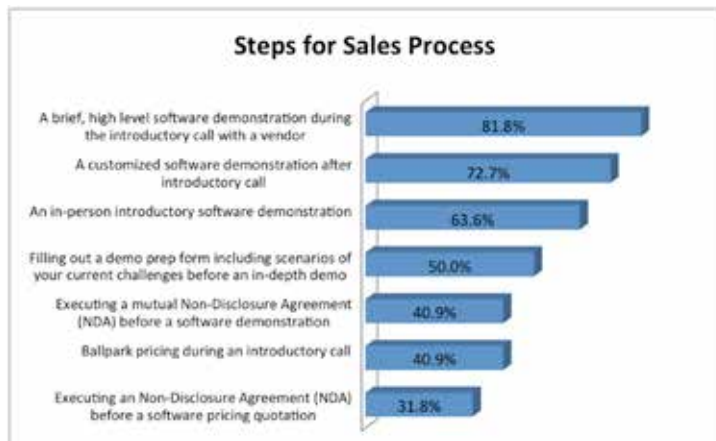 Steps for Sales Process
A brief, high level software demonstration during
the introductory call with a vendor
81.8%
A customized software demonstration after
introductory call
72.7%
An in-person introductory software demonstration
63.6%
Filling out a demo prep form including scenarios of
your current challenges before an in-depth demo
50.0%
Executing a mutual Non-Disclosure Agreement
(NDA) before a software demonstration
40.9%
Ballpark pricing during an introductory call
40.9%
Executing an Non-Disclosure Agreement (NDA)
before a software pricing quotation
31.8%